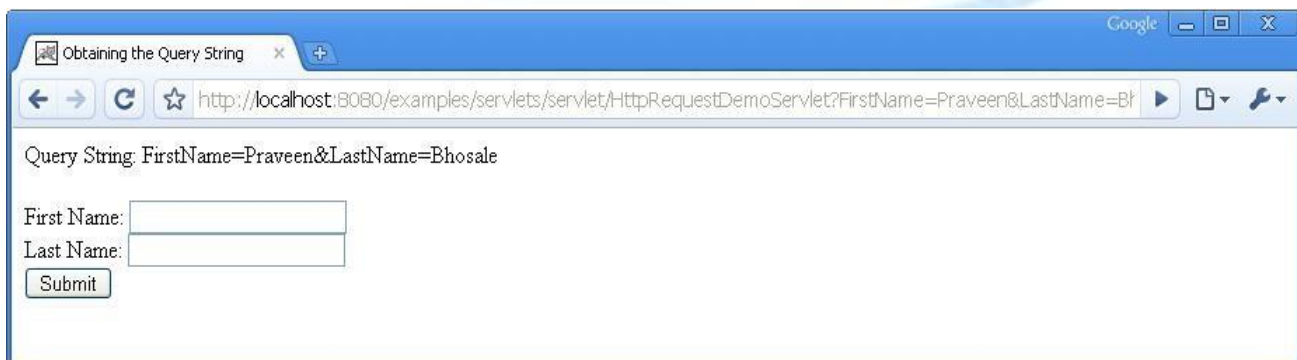 Google
Obtaining the Query String
http://localhost:8080/examples/servlets/servlet/HttpRequestDemoServlet?FirstName=Praveen&LastName=Bh
Query String: FirstName=Praveen&LastName=Bhosale
First Name:
Last Name:
Submit